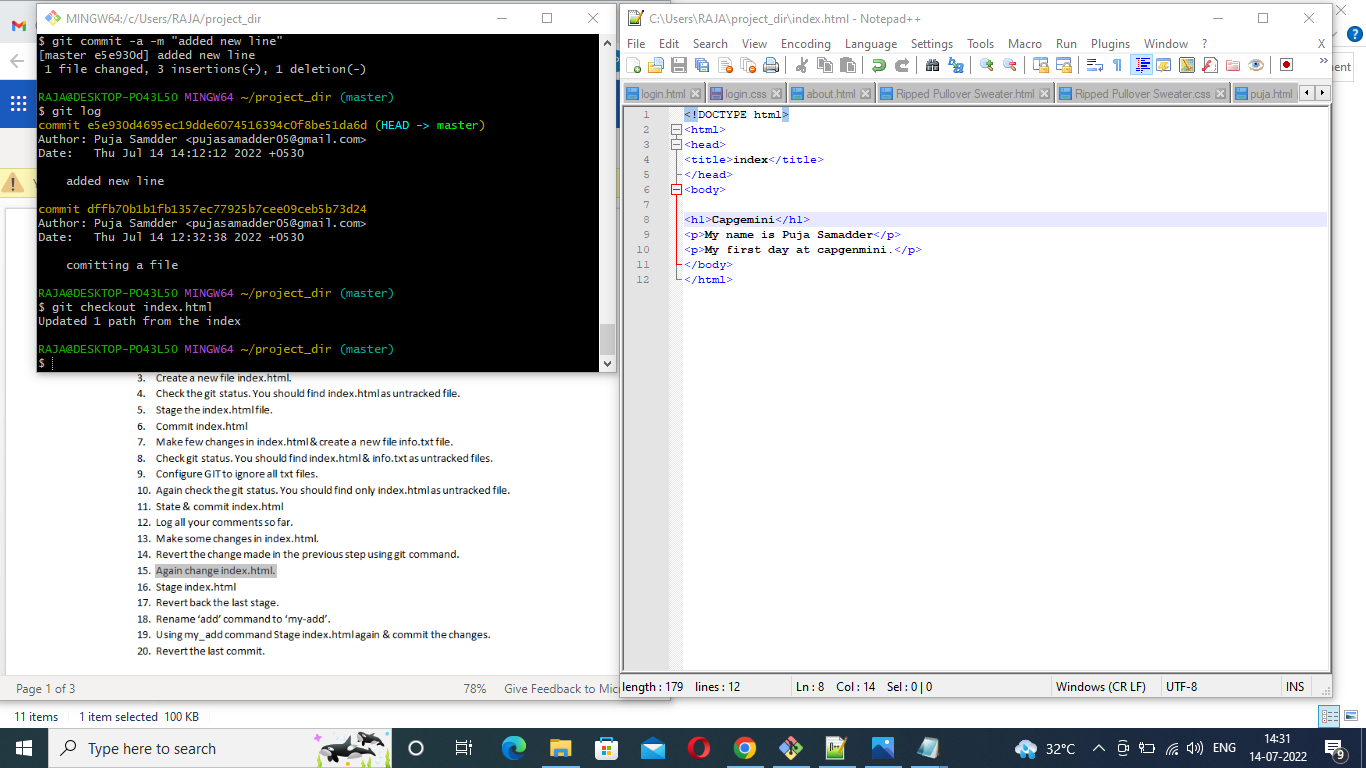 MINGW64:/c/Users/RAJA/project_dir
$ git commit -a -m "added new line"
[master e5e930d] added new line
 1 file changed, 3 insertions(+), 1 deletion(-)
RAJA@DESKTOP-PO43L5O MINGW64 ~/project_dir (master)
$ git log
commit e5e930d4695ec19dde6074516394c0f8be51da6d (HEAD -> master)
Author: Puja Samdder <pujasamadder05@gmail.com>
Date:   Thu Jul 14 14:12:12 2022 +0530
    added new line
commit dffb70b1b1fb1357ec77925b7cee09ceb5b73d24
Author: Puja Samdder <pujasamadder05@gmail.com>
Date:   Thu Jul 14 12:32:38 2022 +0530
    comitting a file
RAJA@DESKTOP-PO43L5O MINGW64 ~/project_dir (master)
$ git checkout index.html
Updated 1 path from the index
RAJA@DESKTOP-PO43L5O MINGW64 ~/project_dir (master)
$
3. Create a new file index.html.
4. Check the git status. You should find index.html as untracked file.
5. Stage the index.html file.
6. Commit index.html
7. Make few changes in index.html & create a new file info.txt file.
8. Check git status. You should find index.html & info.txt as untracked files.
9. Configure GIT to ignore all txt files.
10. Again check the git status. You should find only index.html as untracked file.
11. State & commit index.html
12. Log all your comments so far.
13. Make some changes in index.html.
14. Revert the change made in the previous step using git command.
15. Again change index.html.
16. Stage index.html
17. Revert back the last stage.
18. Rename ‘add’ command to ‘my-add’.
19. Using my_add command Stage index.html again & commit the changes.
20. Revert the last commit.
Page 1 of 3 78% Give Feedback to Mic
11 items 1 item selected 100 KB
C:\Users\RAJA\project_dir\index.html - Notepad++
File Edit Search View Encoding Language Settings Tools Macro Run Plugins Window ? X
login.html login.css about.html Ripped Pullover Sweater.html Ripped Pullover Sweater.css puja.html
1 <!DOCTYPE html>
2 <html>
3 <head>
4 <title>index</title>
5 </head>
6 <body>
7
8 <h1>Capgemini</h1>
9 <p>My name is Puja Samadder</p>
10 <p>My first day at capgenmini.</p>
11 </body>
12 </html>
length : 179 lines : 12 Ln : 8 Col : 14 Sel : 0 | 0 Windows (CR LF) UTF-8 INS
ment
Type here to search
32°C ENG 14:31
14-07-2022
9